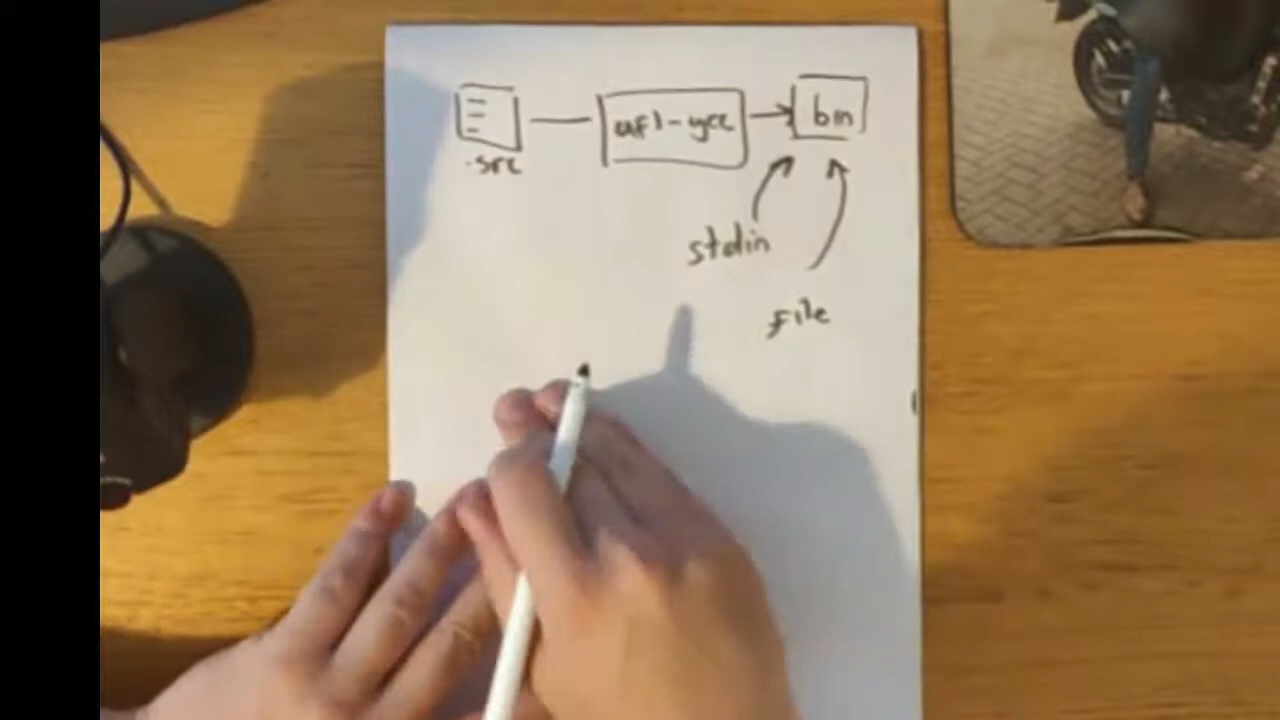 afl-gcc
bin
.src
stdin
file